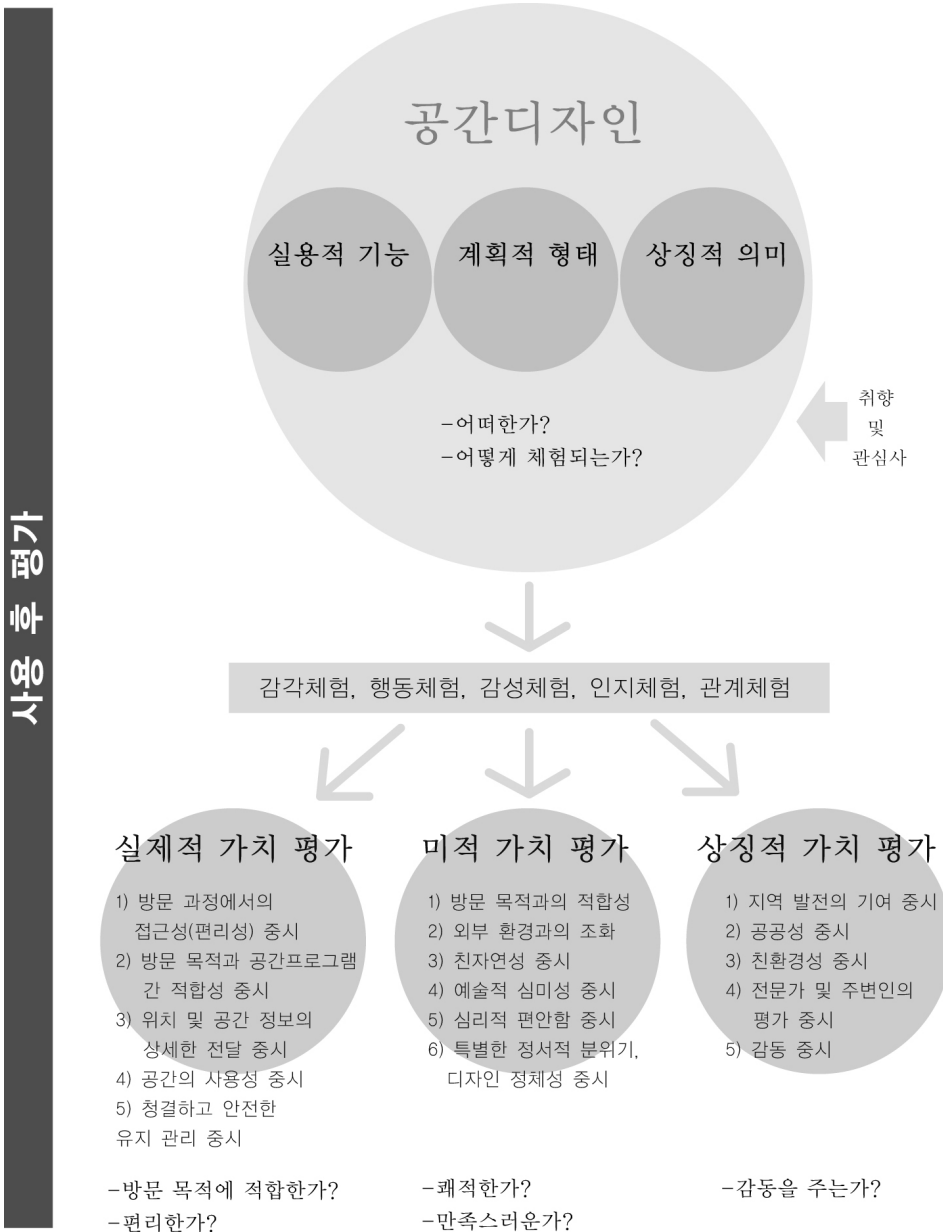 사용 후 평가
공간디자인
실용적 기능
계획적 형태
상징적 의미
-어떠한가?
-어떻게 체험되는가?
취향
및
관심사
감각체험, 행동체험, 감성체험, 인지체험, 관계체험
실제적 가치 평가
1) 방문 과정에서의
접근성(편리성) 중시
2) 방문 목적과 공간프로그램
간 적합성 중시
3) 위치 및 공간 정보의
상세한 전달 중시
4) 공간의 사용성 중시
5) 청결하고 안전한
유지 관리 중시
-방문 목적에 적합한가?
-편리한가?
미적 가치 평가
1) 방문 목적과의 적합성
2) 외부 환경과의 조화
3) 친자연성 중시
4) 예술적 심미성 중시
5) 심리적 편안함 중시
6) 특별한 정서적 분위기,
디자인 정체성 중시
-쾌적한가?
-만족스러운가?
상징적 가치 평가
1) 지역 발전의 기여 중시
2) 공공성 중시
3) 친환경성 중시
4) 전문가 및 주변인의
평가 중시
5) 감동 중시
-감동을 주는가?